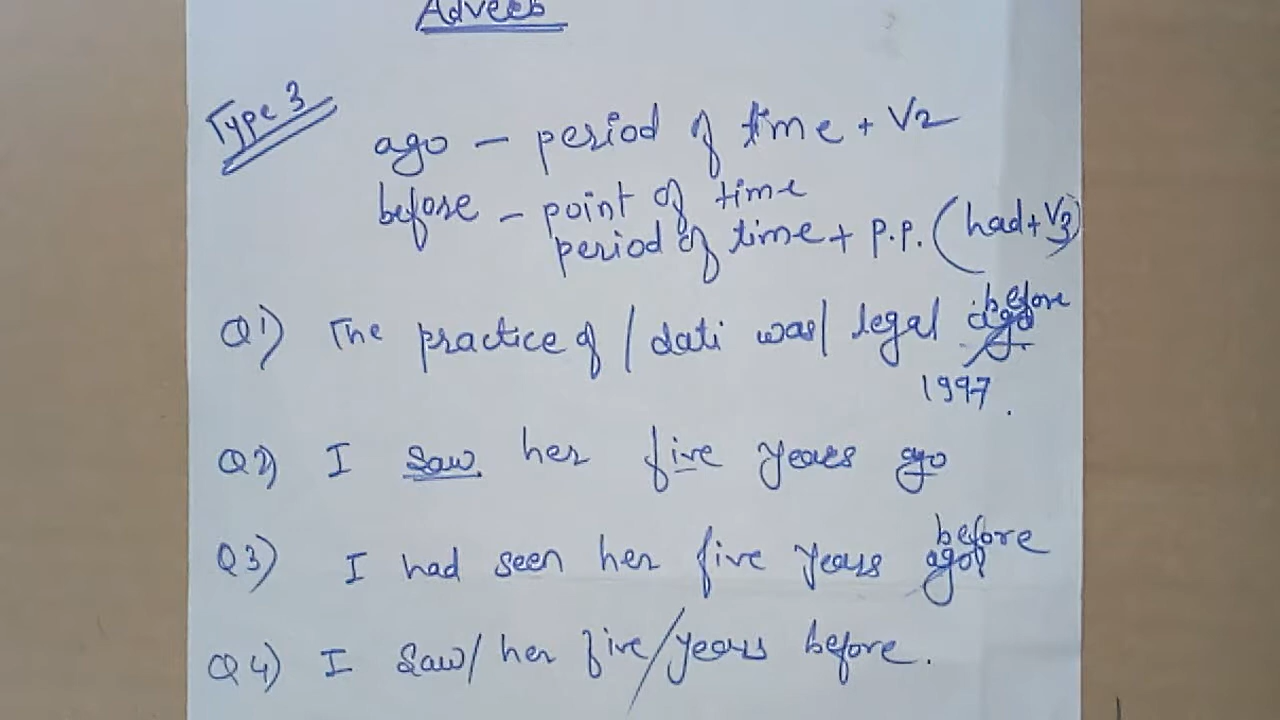 Adverb
Type 3
ago - period of time + V2
before - point of time
period of time + p.p. (had+V3)
before
Q1) The practice of / dati was/ legal ago
1997.
Q2) I saw her five years ago
before
Q3) I had seen her five years ago
Q4) I saw/ her five/years before.